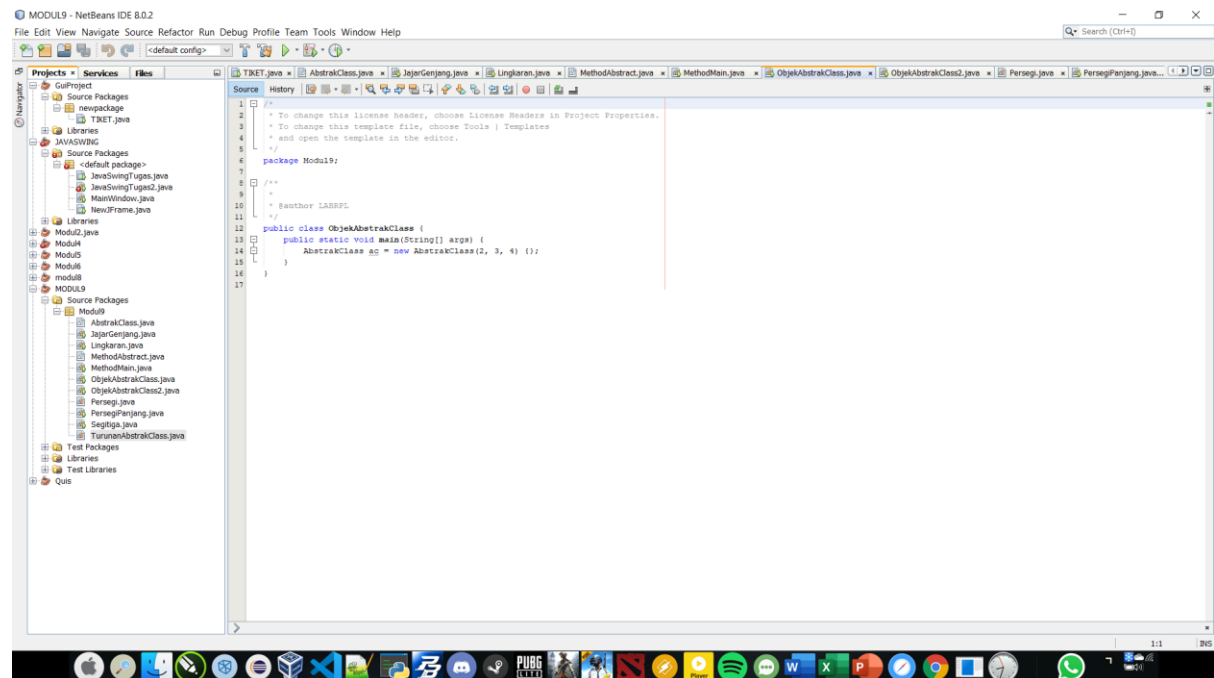 MODUL9 - NetBeans IDE 8.0.2
File Edit View Navigate Source Refactor Run Debug Profile Team Tools Window Help
Search (Ctrl+I)
<default config>
Projects Services Files
TIKET.java AbstrakClass.java JajarGenjang.java Lingkaran.java MethodAbstract.java MethodMain.java ObjekAbstrakClass.java ObjekAbstrakClass2.java Persegi.java PersegiPanjang.java...
Navigator
GuiProject
Source Packages
newpackage
TIKET.java
Libraries
JAVASWING
Source Packages
<default package>
JavaSwingTugas.java
JavaSwingTugas2.java
MainWindow.java
NewJFrame.java
Libraries
Modul2.java
Modul4
Modul5
Modul6
modul8
MODUL9
Source Packages
Modul9
AbstrakClass.java
JajarGenjang.java
Lingkaran.java
MethodAbstract.java
MethodMain.java
ObjekAbstrakClass.java
ObjekAbstrakClass2.java
Persegi.java
PersegiPanjang.java
Segitiga.java
TurunanAbstrakClass.java
Test Packages
Libraries
Test Libraries
Quis
Source History
1 /*
2 * To change this license header, choose License Headers in Project Properties.
3 * To change this template file, choose Tools | Templates
4 * and open the template in the editor.
5 */
6 package Modul9;
7
8 /**
9 *
10 * @author LABRPL
11 */
12 public class ObjekAbstrakClass {
13 public static void main(String[] args) {
14 AbstrakClass ac = new AbstrakClass(2, 3, 4) {};
15 }
16 }
17
1:1 INS
PUBG
LITE
Player
W X P